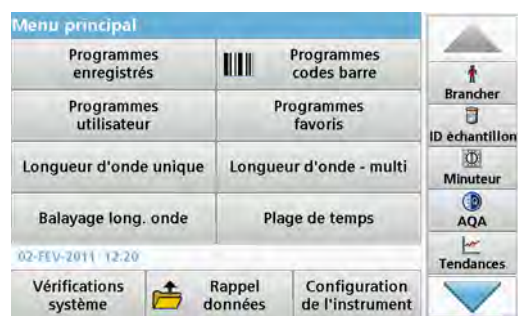 Menu principal
Programmes
enregistrés
Programmes
codes barre
Programmes
utilisateur
Programmes
favoris
Longueur d'onde unique
Longueur d'onde - multi
Balayage long. onde
Plage de temps
02-FEV-2011 12:20
Vérifications
système
Rappel
données
Configuration
de l'instrument
Brancher
ID échantillon
Minuteur
AQA
Tendances